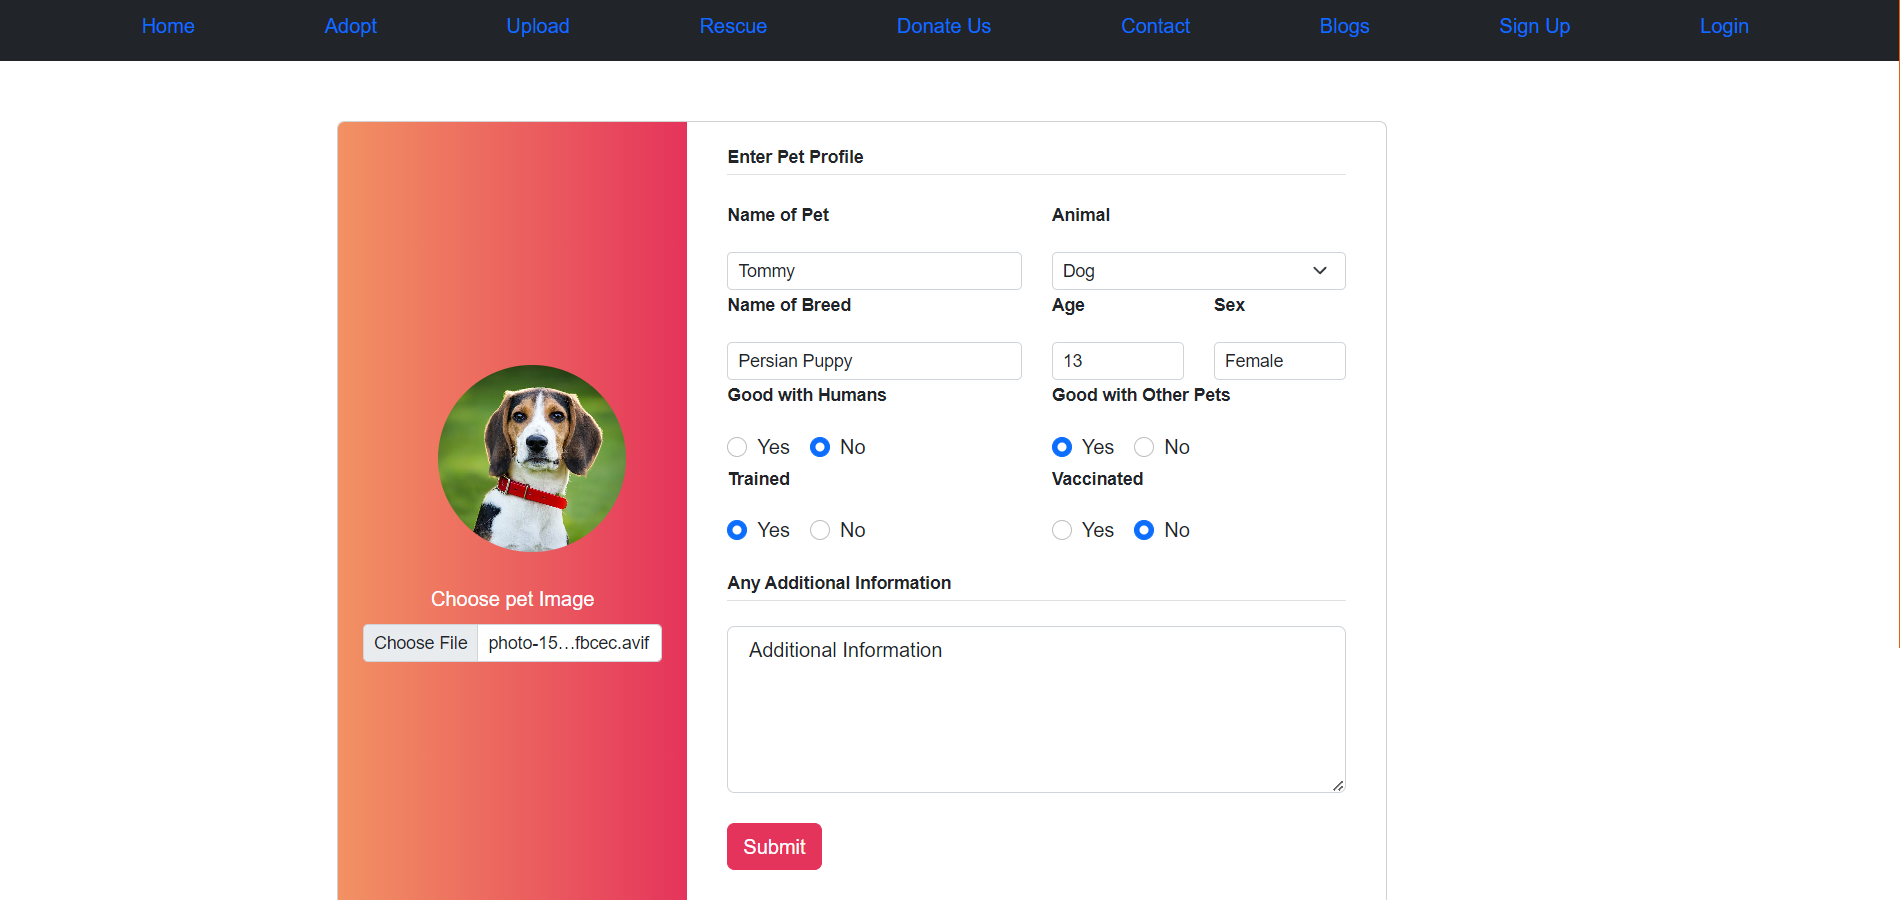 Home Adopt Upload Rescue Donate Us Contact Blogs Sign Up Login
Choose pet Image
Choose File photo-15...fbcec.avif
Enter Pet Profile
Name of Pet Animal
Tommy Dog
Name of Breed Age Sex
Persian Puppy 13 Female
Good with Humans Good with Other Pets
Yes No Yes No
Trained Vaccinated
Yes No Yes No
Any Additional Information
Additional Information
Submit